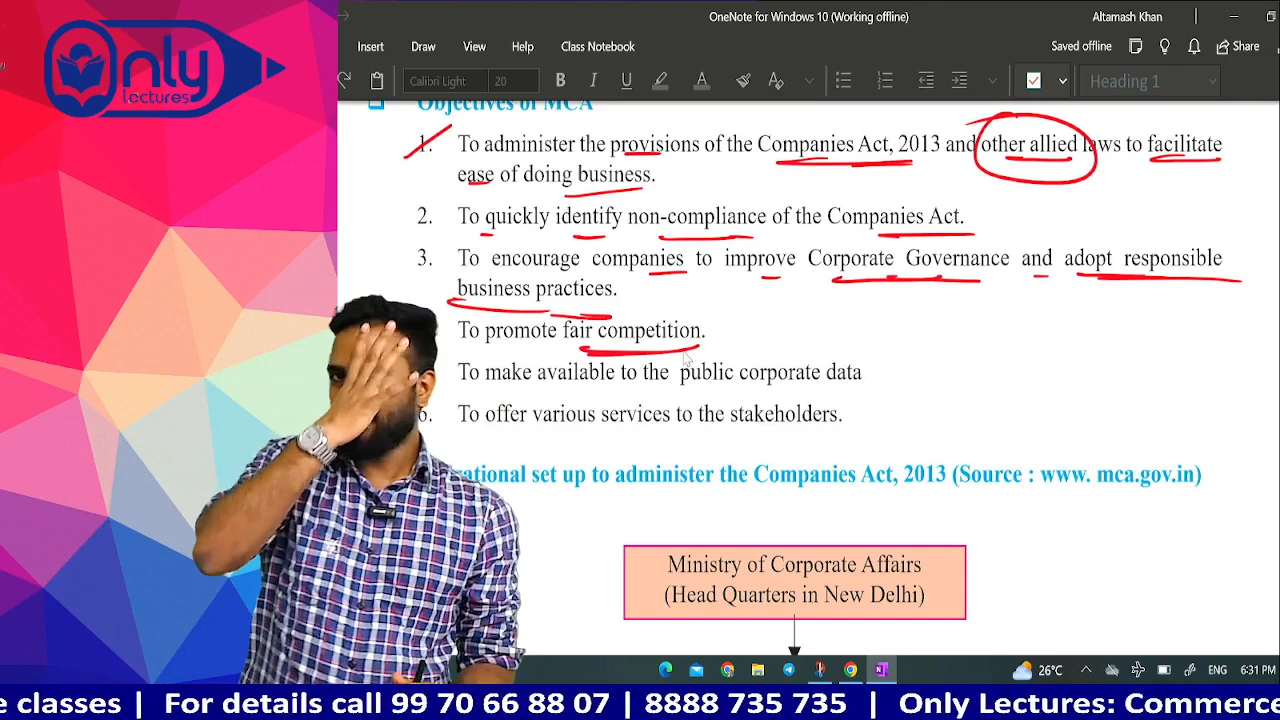 Only
lectures
OneNote for Windows 10 (Working offline)
Altamash Khan
Insert Draw View Help Class Notebook
Saved offline
Share
Calibri Light 20 B I U A Heading 1
Objectives of MCA
1. To administer the provisions of the Companies Act, 2013 and other allied laws to facilitate
ease of doing business.
2. To quickly identify non-compliance of the Companies Act.
3. To encourage companies to improve Corporate Governance and adopt responsible
business practices.
To promote fair competition.
To make available to the public corporate data
6. To offer various services to the stakeholders.
set up to administer the Companies Act, 2013 (Source : www. mca.gov.in)
Ministry of Corporate Affairs
(Head Quarters in New Delhi)
26°C
ENG
6:31 PM
e classes | For details call 99 70 66 88 07 | 8888 735 735 | Only Lectures: Commerce